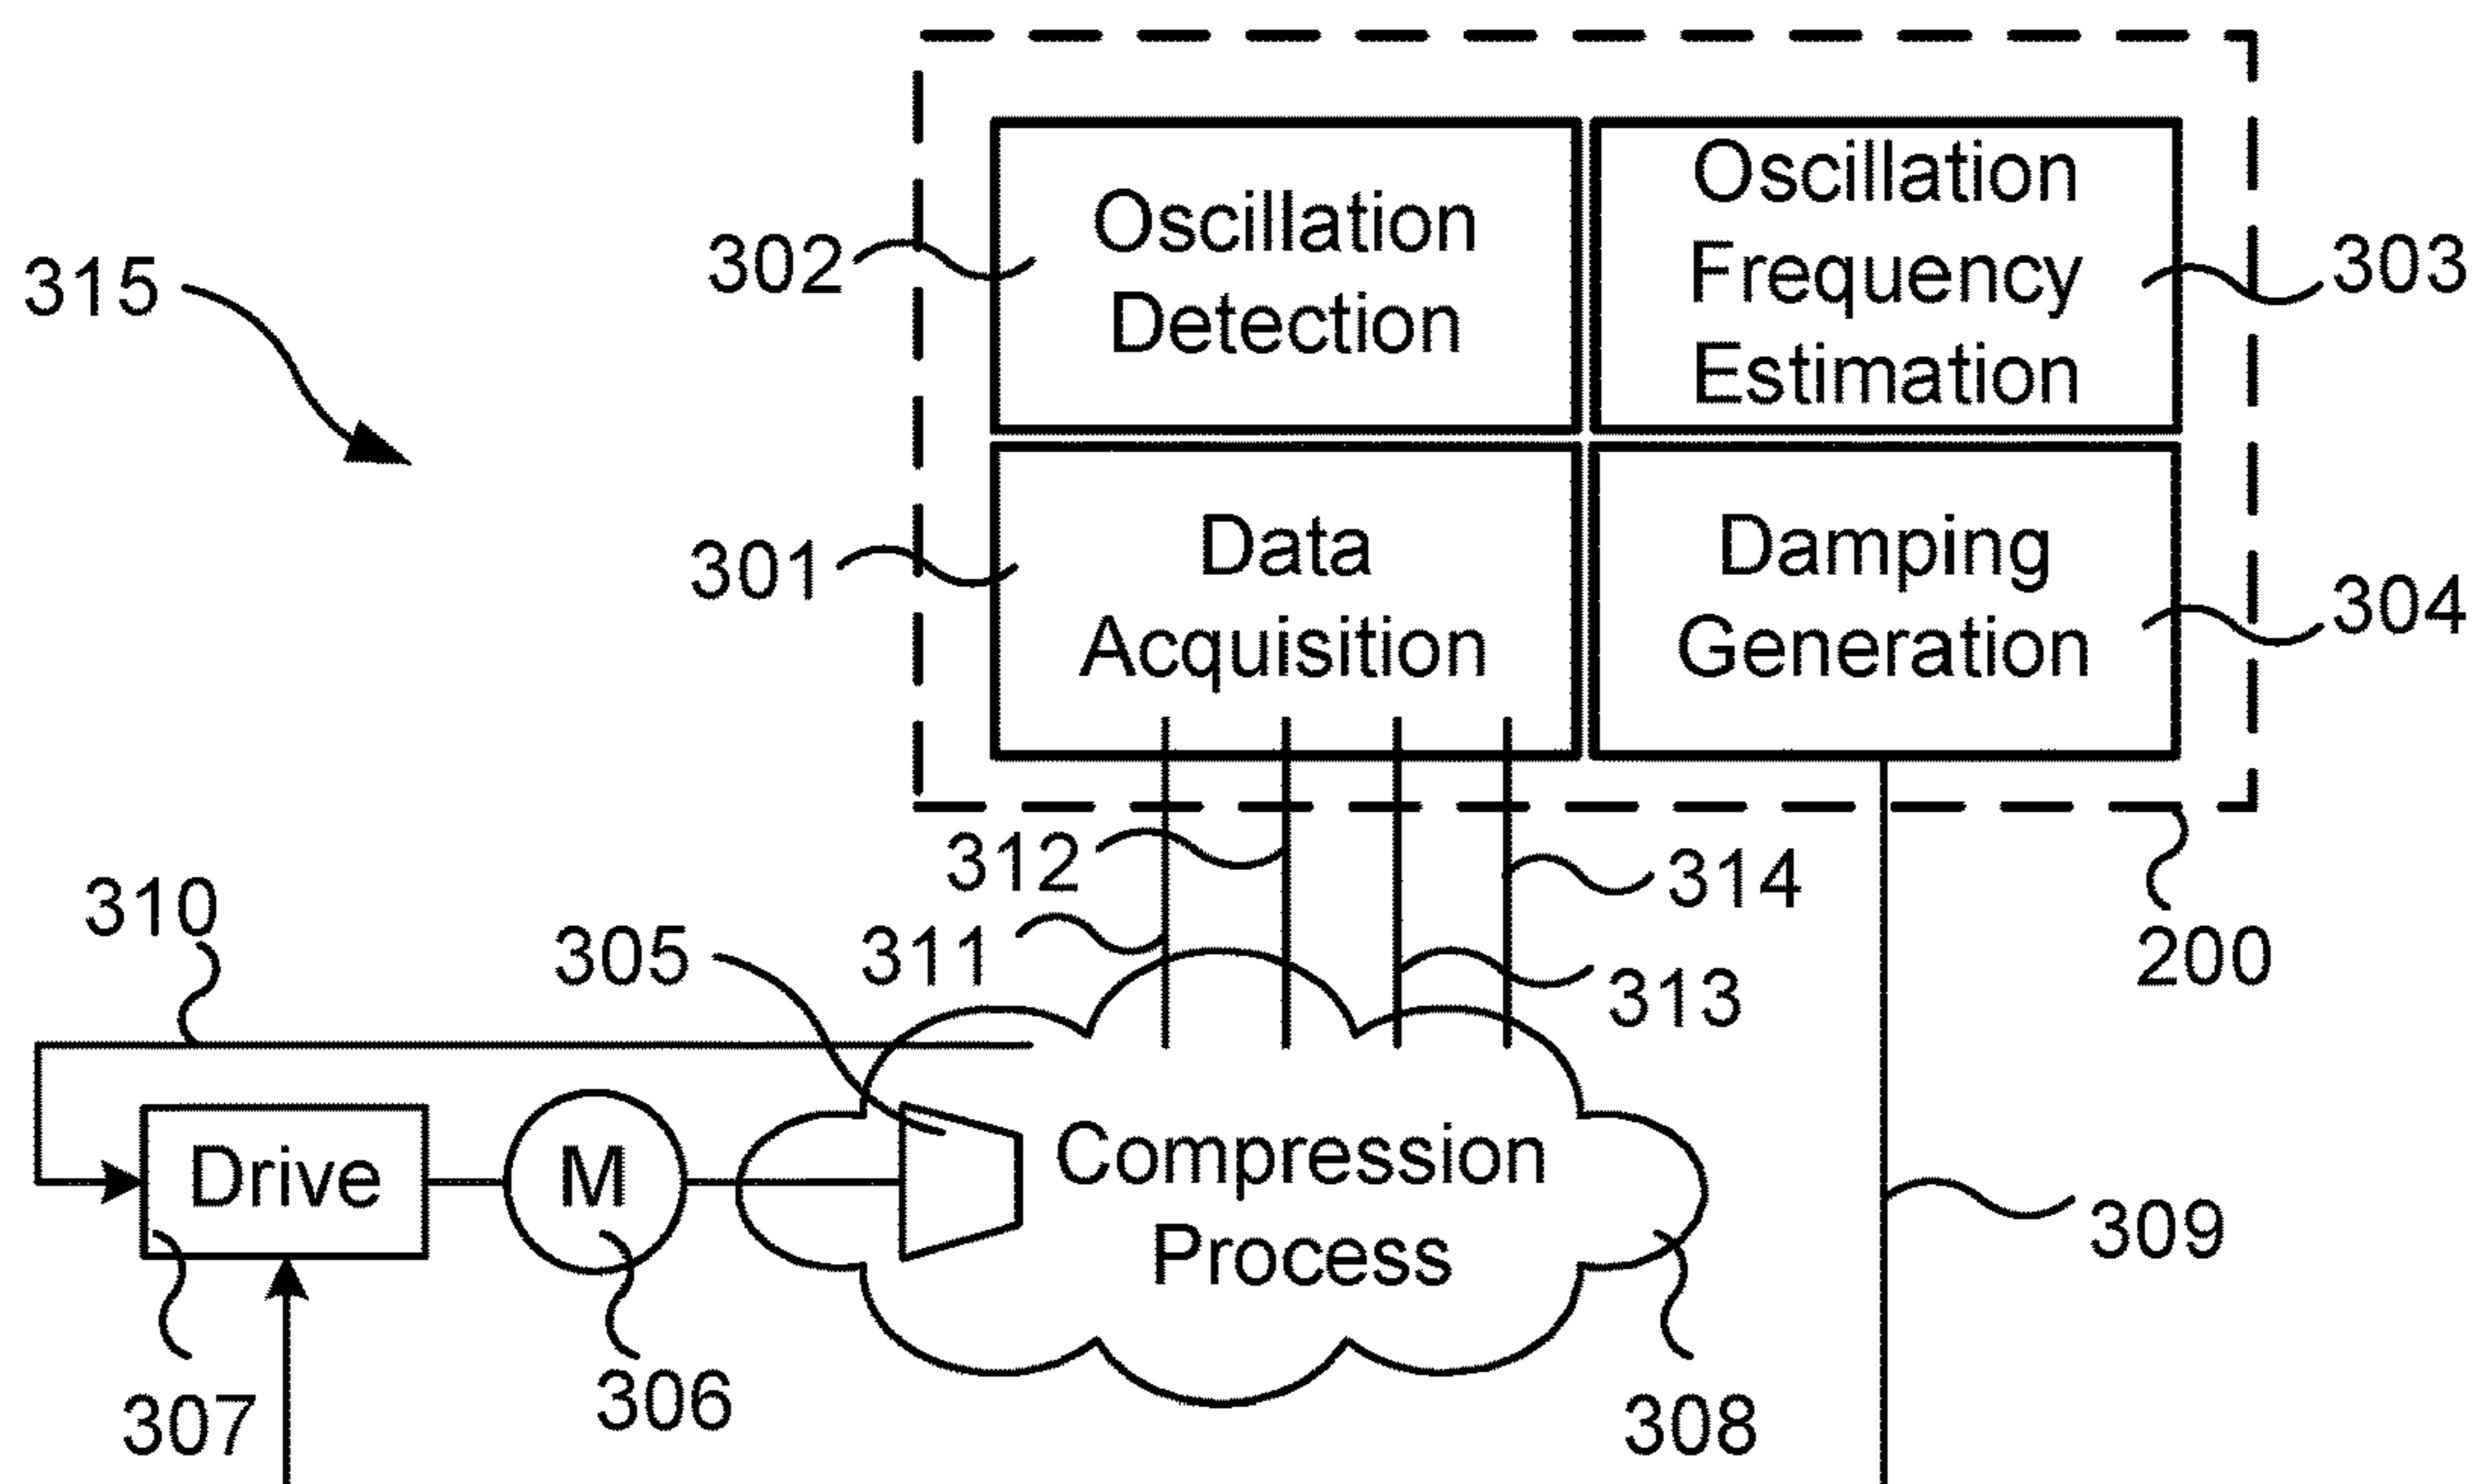 Oscillation
Detection
Oscillation
Frequency
Estimation
302
303
315
Data
Acquisition
Damping
Generation
301
304
312
314
310
305
311
313
200
Drive
M
Compression
Process
309
307
306
308